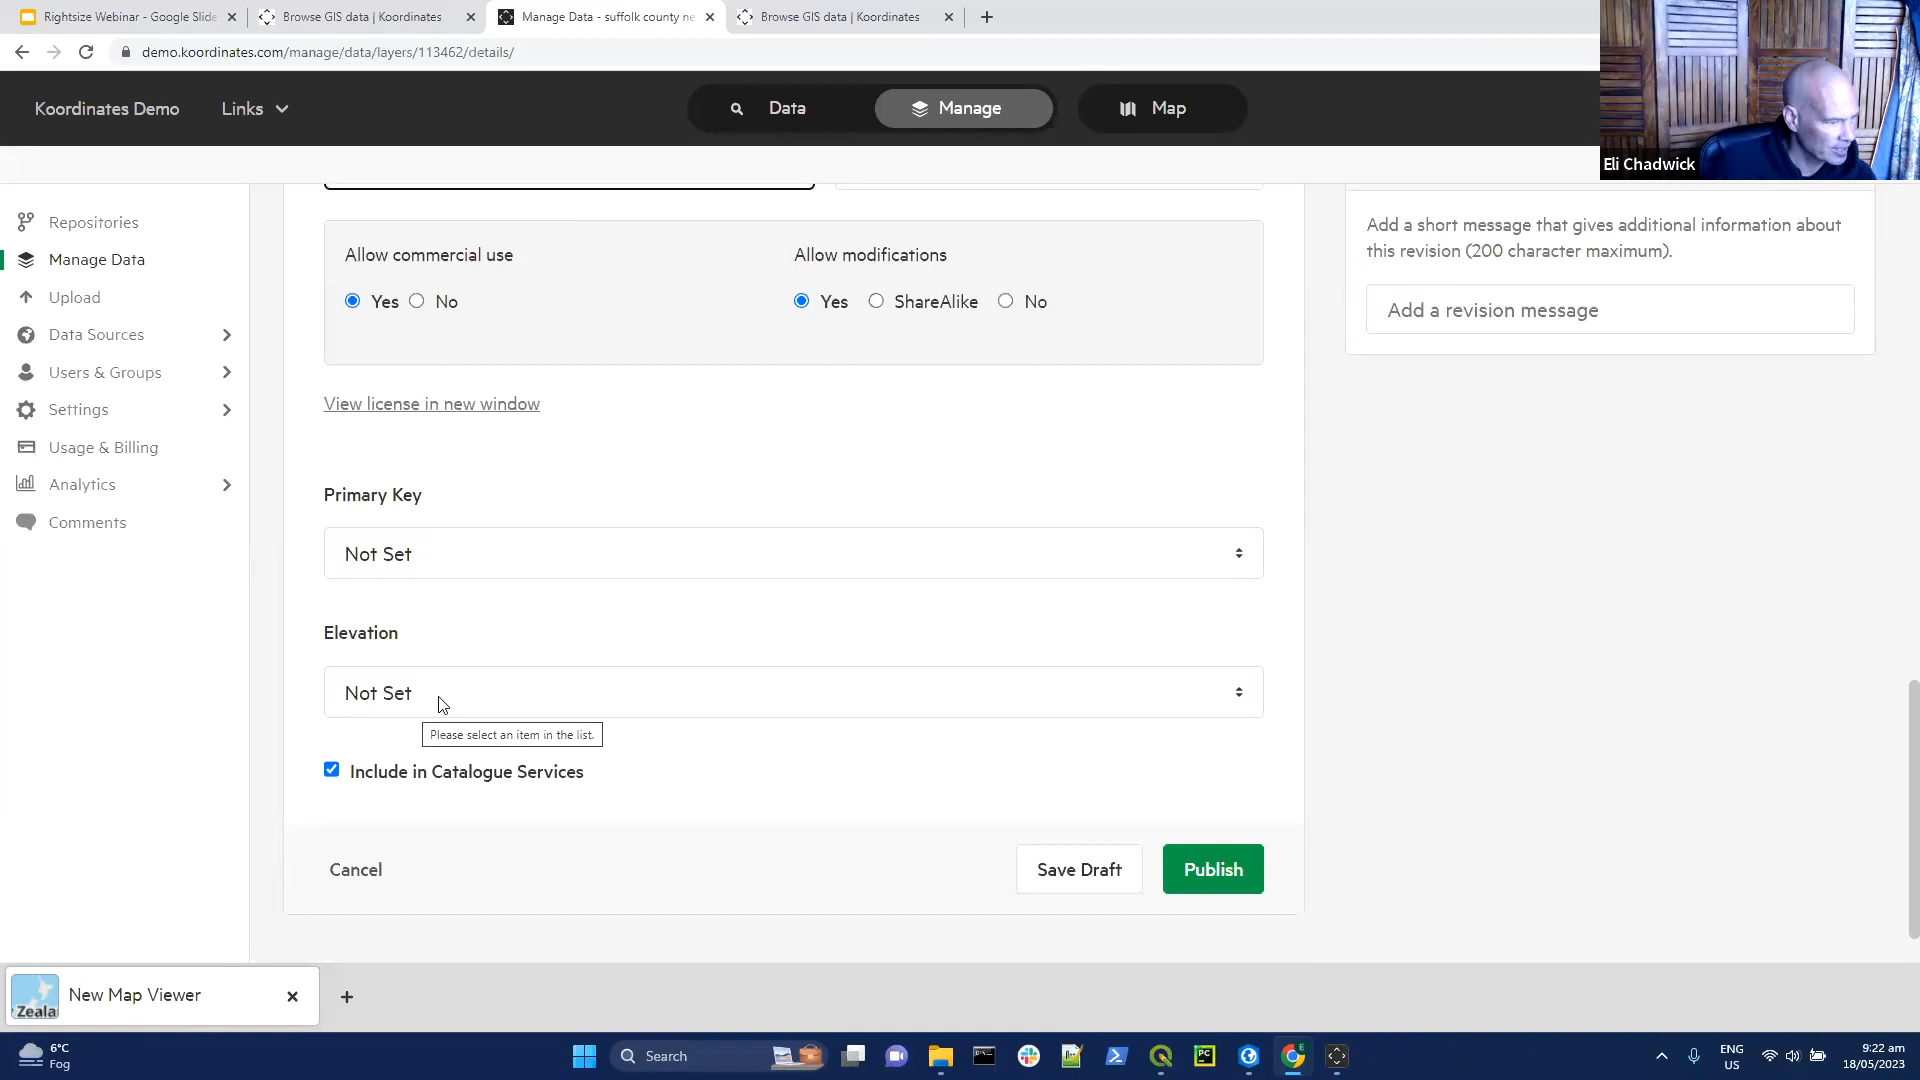 Rightsize Webinar - Google Slide
Browse GIS data | Koordinates
Manage Data - suffolk county ne
Browse GIS data | Koordinates
demo.koordinates.com/manage/data/layers/113462/details/
Koordinates Demo
Links
Data
Manage
Map
Eli Chadwick
Repositories
Manage Data
Upload
Data Sources
Users & Groups
Settings
Usage & Billing
Analytics
Comments
Allow commercial use
Yes
No
Allow modifications
Yes
ShareAlike
No
View license in new window
Primary Key
Not Set
Elevation
Not Set
Please select an item in the list.
Include in Catalogue Services
Cancel
Save Draft
Publish
Add a short message that gives additional information about
this revision (200 character maximum).
Add a revision message
Zeala
New Map Viewer
6°C
Fog
Search
PC
E
ENG
US
9:22 am
18/05/2023